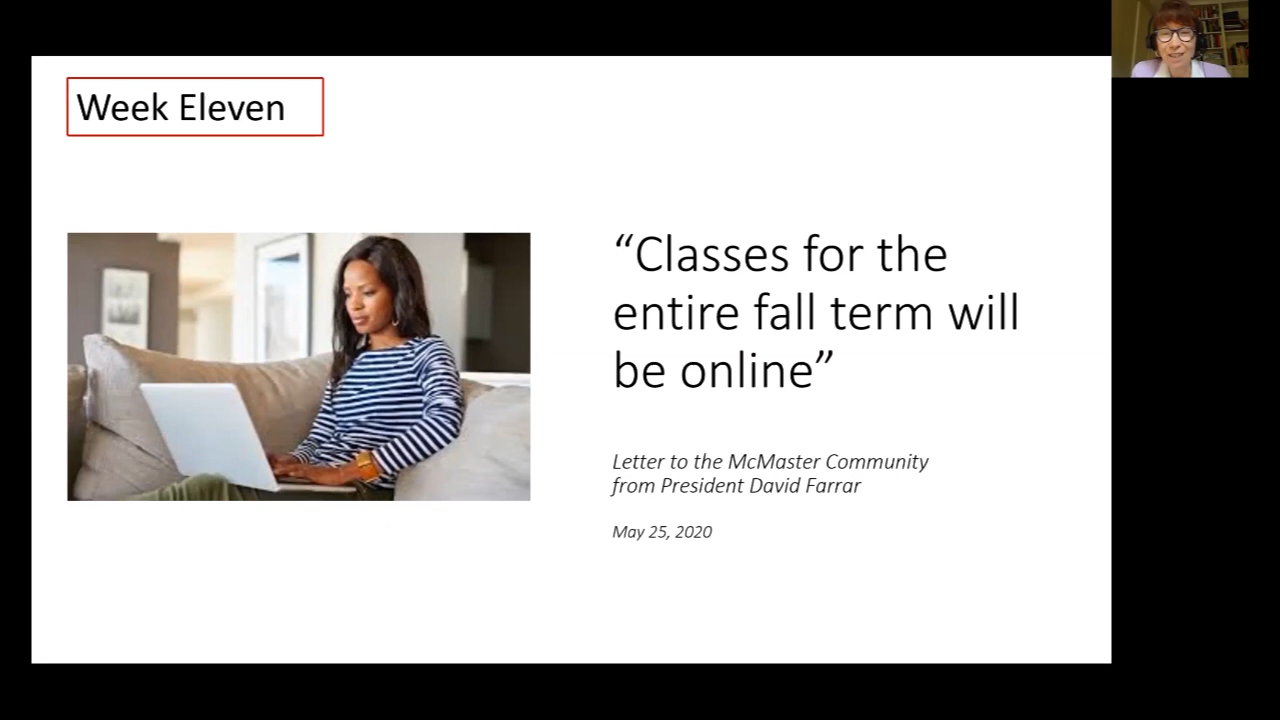 Week Eleven
“Classes for the
entire fall term will
be online”
Letter to the McMaster Community
from President David Farrar
May 25, 2020